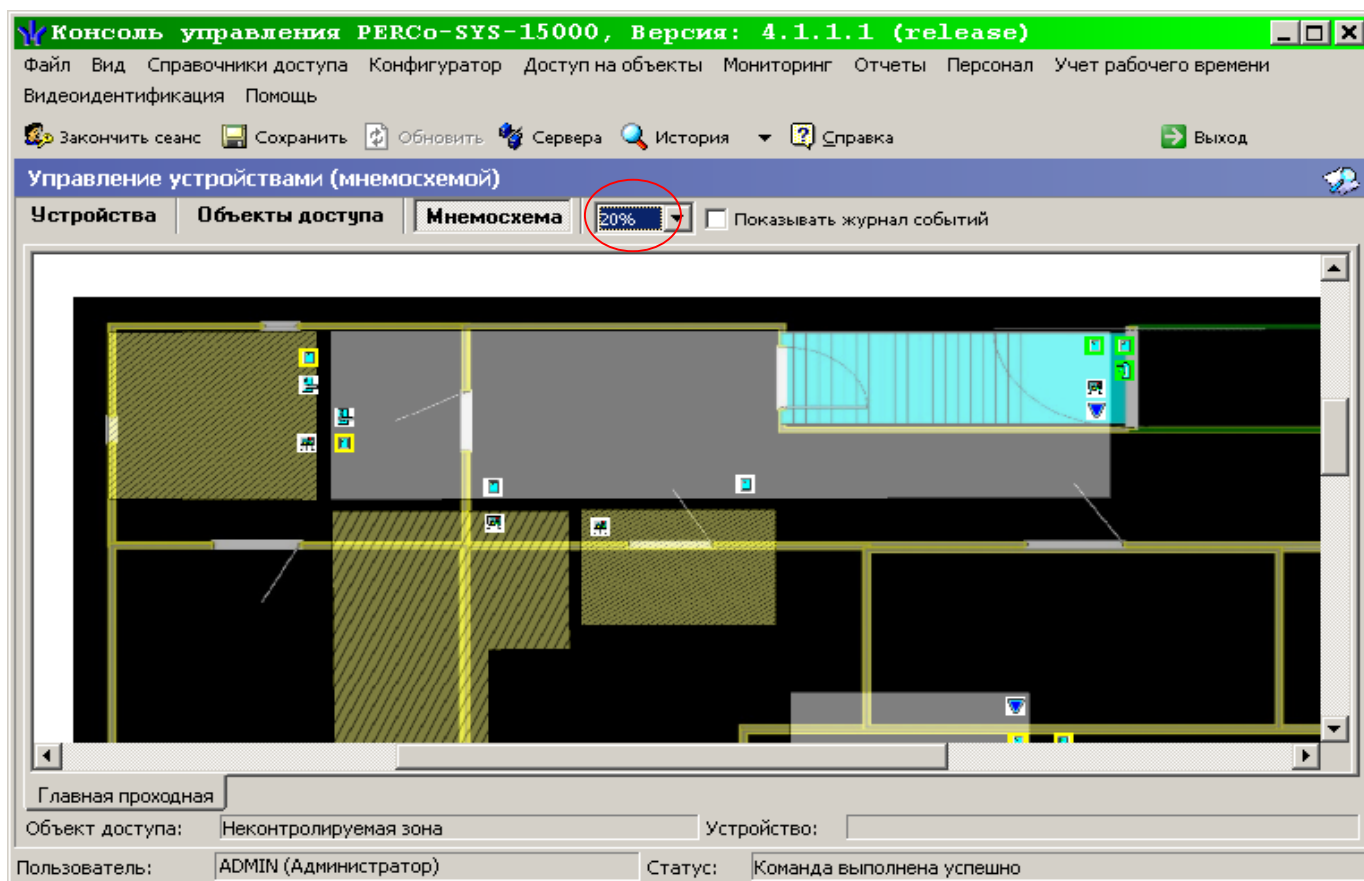 Консоль управления PERCo-SYS-15000, Версия: 4.1.1.1 (release)
Файл Вид Справочники доступа Конфигуратор Доступ на объекты Мониторинг Отчеты Персонал Учет рабочего времени
Видеоидентификация Помощь
Закончить сеанс Сохранить Обновить Сервера История Справка Выход
Управление устройствами (мнемосхемой)
Устройства Объекты доступа Мнемосхема 20% Показывать журнал событий
Главная проходная
Объект доступа: Неконтролируемая зона Устройство:
Пользователь: ADMIN (Администратор) Статус: Команда выполнена успешно